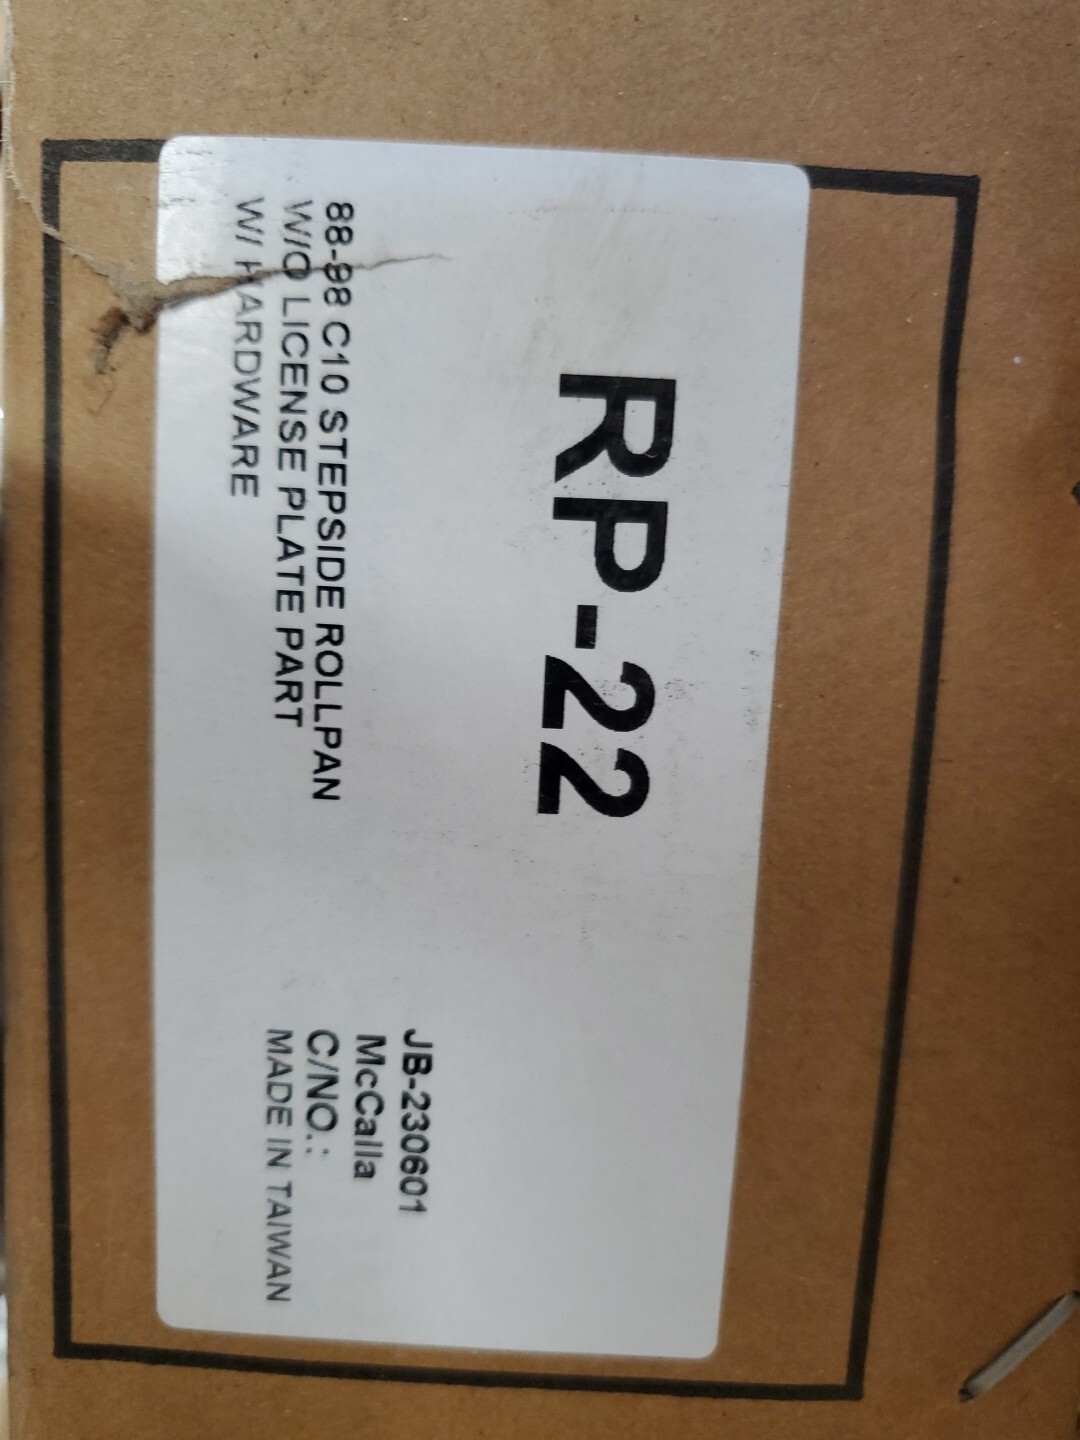 RP-22
88-98 C10 STEPSIDE ROLLPAN
W/O LICENSE PLATE PART
W/ HARDWARE
JB-230601
McCalla
C/NO.:
MADE IN TAIWAN